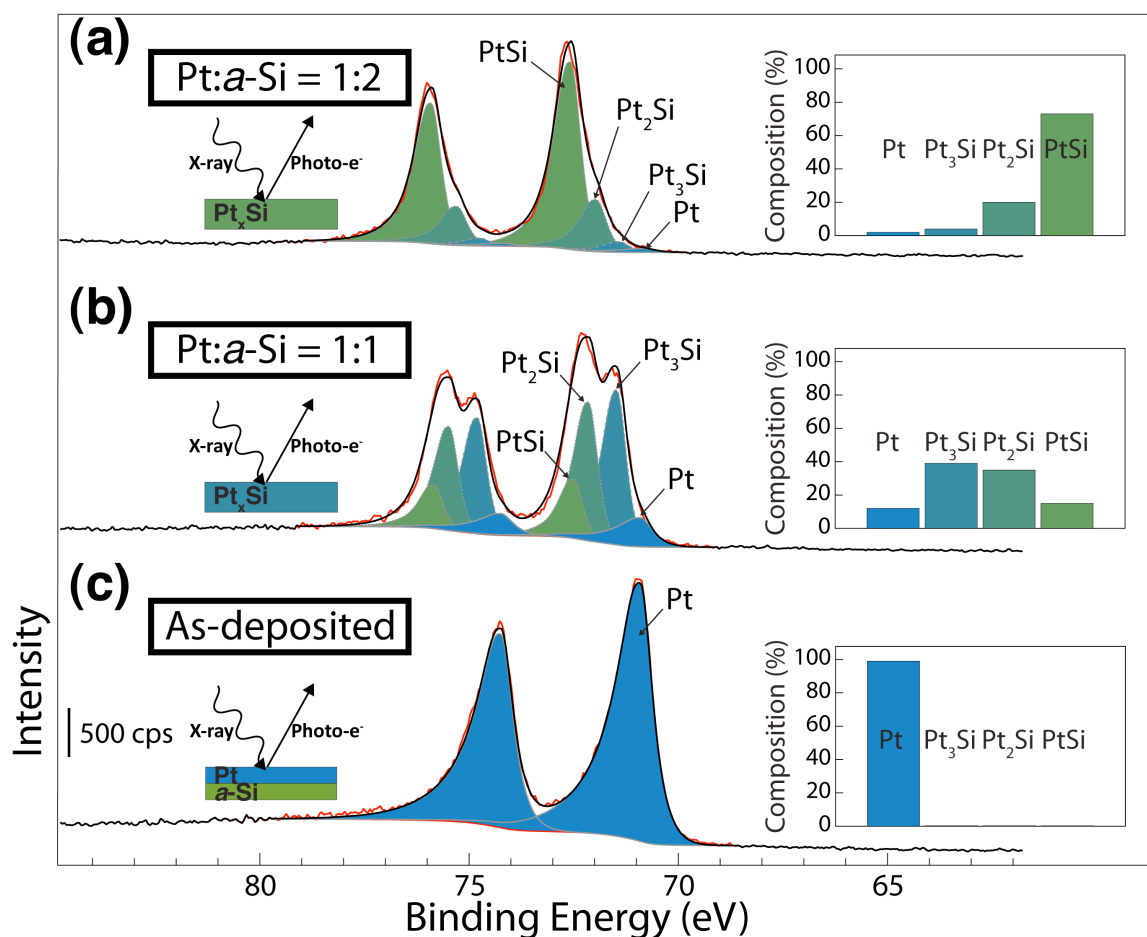 (a)
Pt:a-Si = 1:2
X-ray
Photo-e-
PtxSi
PtSi
Pt2Si
Pt3Si
Pt
Composition (%)
100
80
60
40
20
0
Pt Pt3Si Pt2Si PtSi
(b)
Pt:a-Si = 1:1
X-ray
Photo-e-
PtxSi
Pt2Si
Pt3Si
PtSi
Pt
Composition (%)
100
80
60
40
20
0
Pt Pt3Si Pt2Si PtSi
(c)
As-deposited
X-ray
Photo-e-
Pt
a-Si
Pt
Composition (%)
100
80
60
40
20
0
Pt Pt3Si Pt2Si PtSi
Intensity
500 cps
80 75 70 65
Binding Energy (eV)